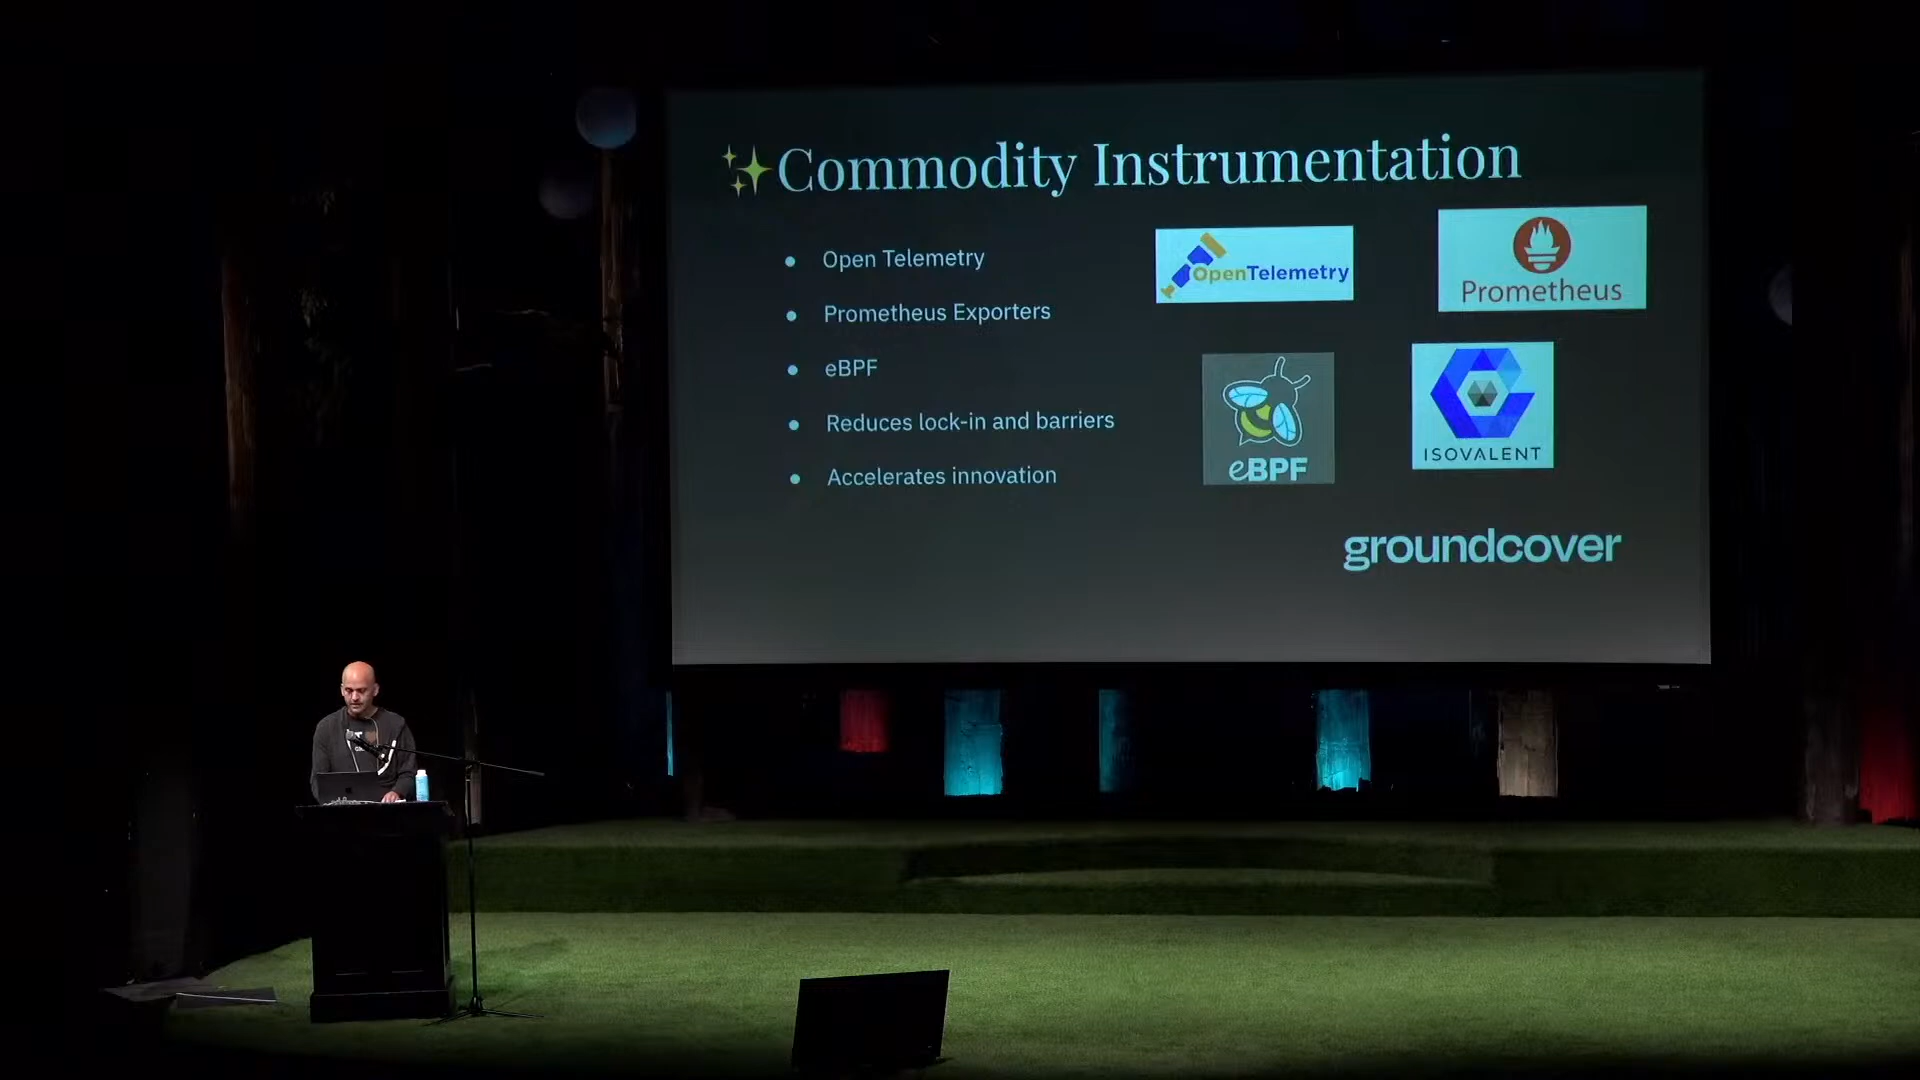 Commodity Instrumentation
Open Telemetry
Prometheus Exporters
eBPF
Reduces lock-in and barriers
Accelerates innovation
OpenTelemetry
Prometheus
eBPF
ISOVALENT
groundcover